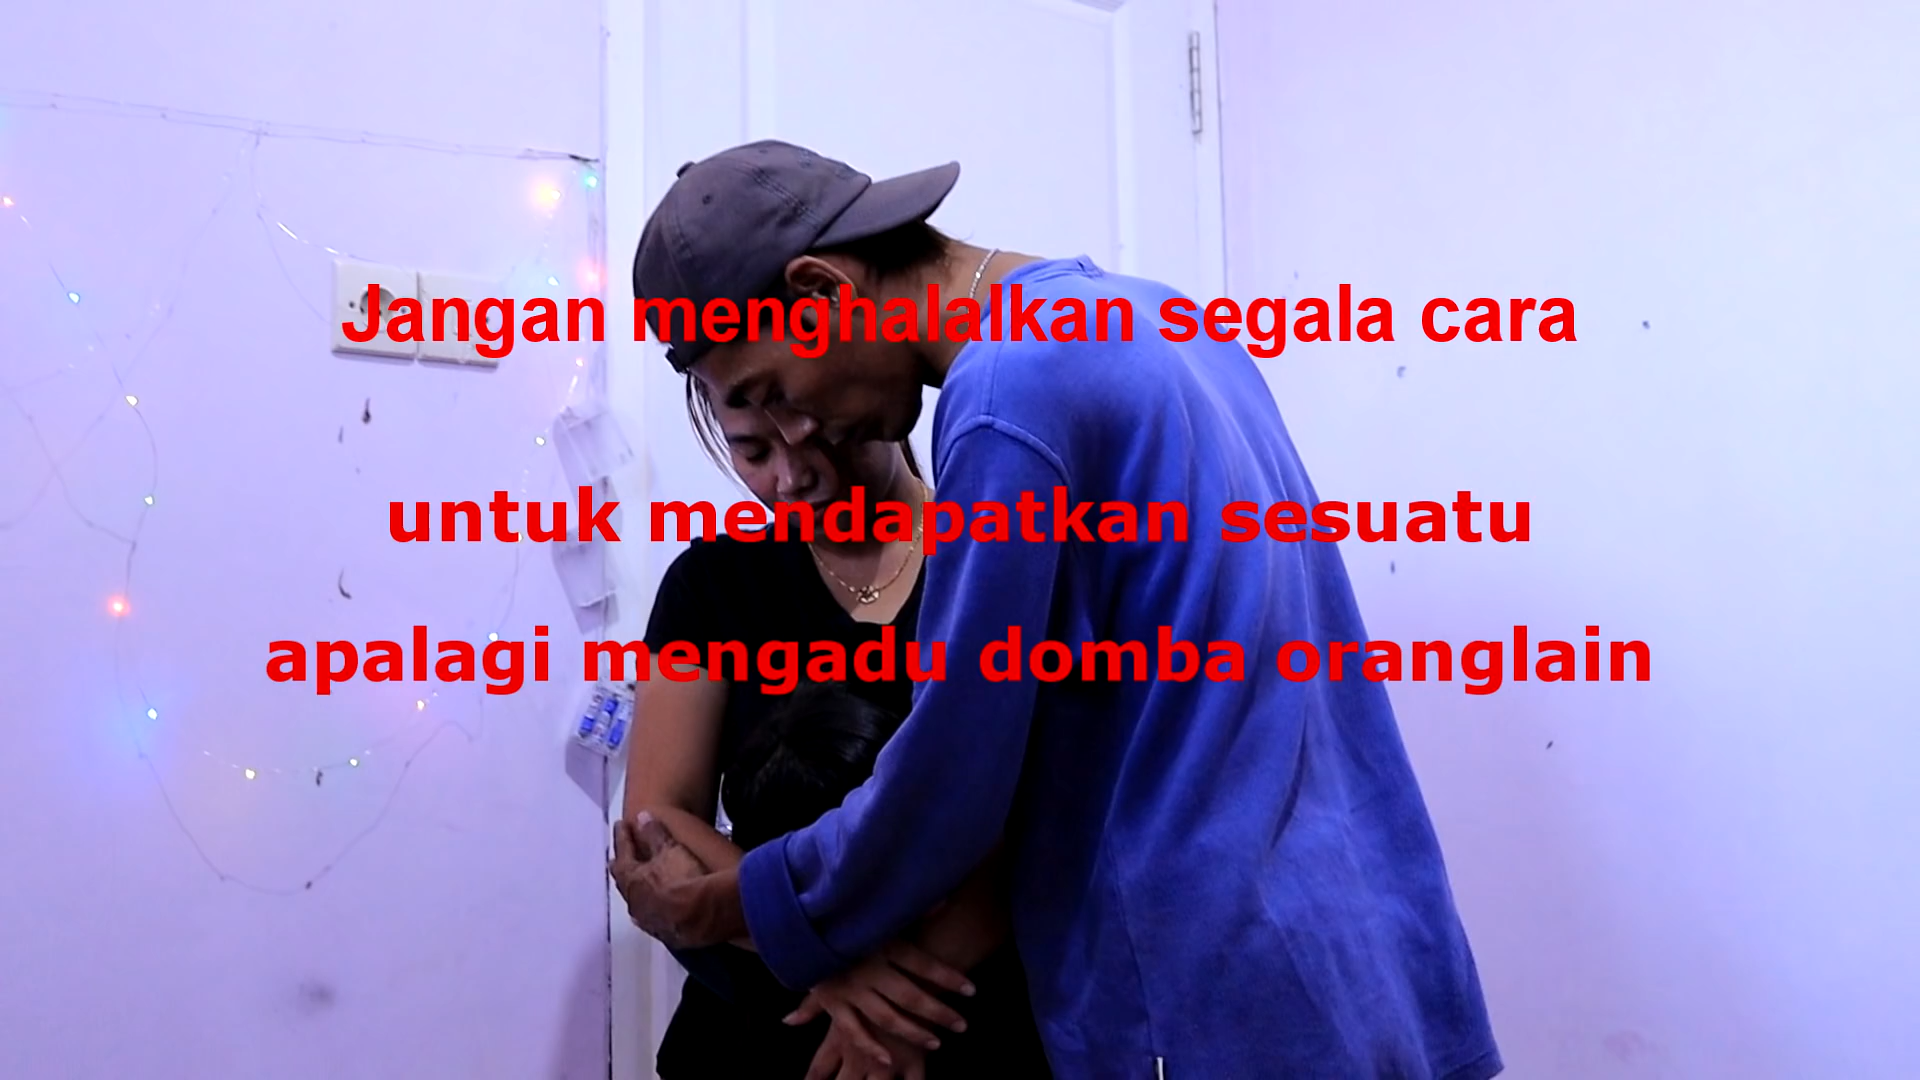 Jangan menghalalkan segala cara
untuk mendapatkan sesuatu
apalagi mengadu domba oranglain